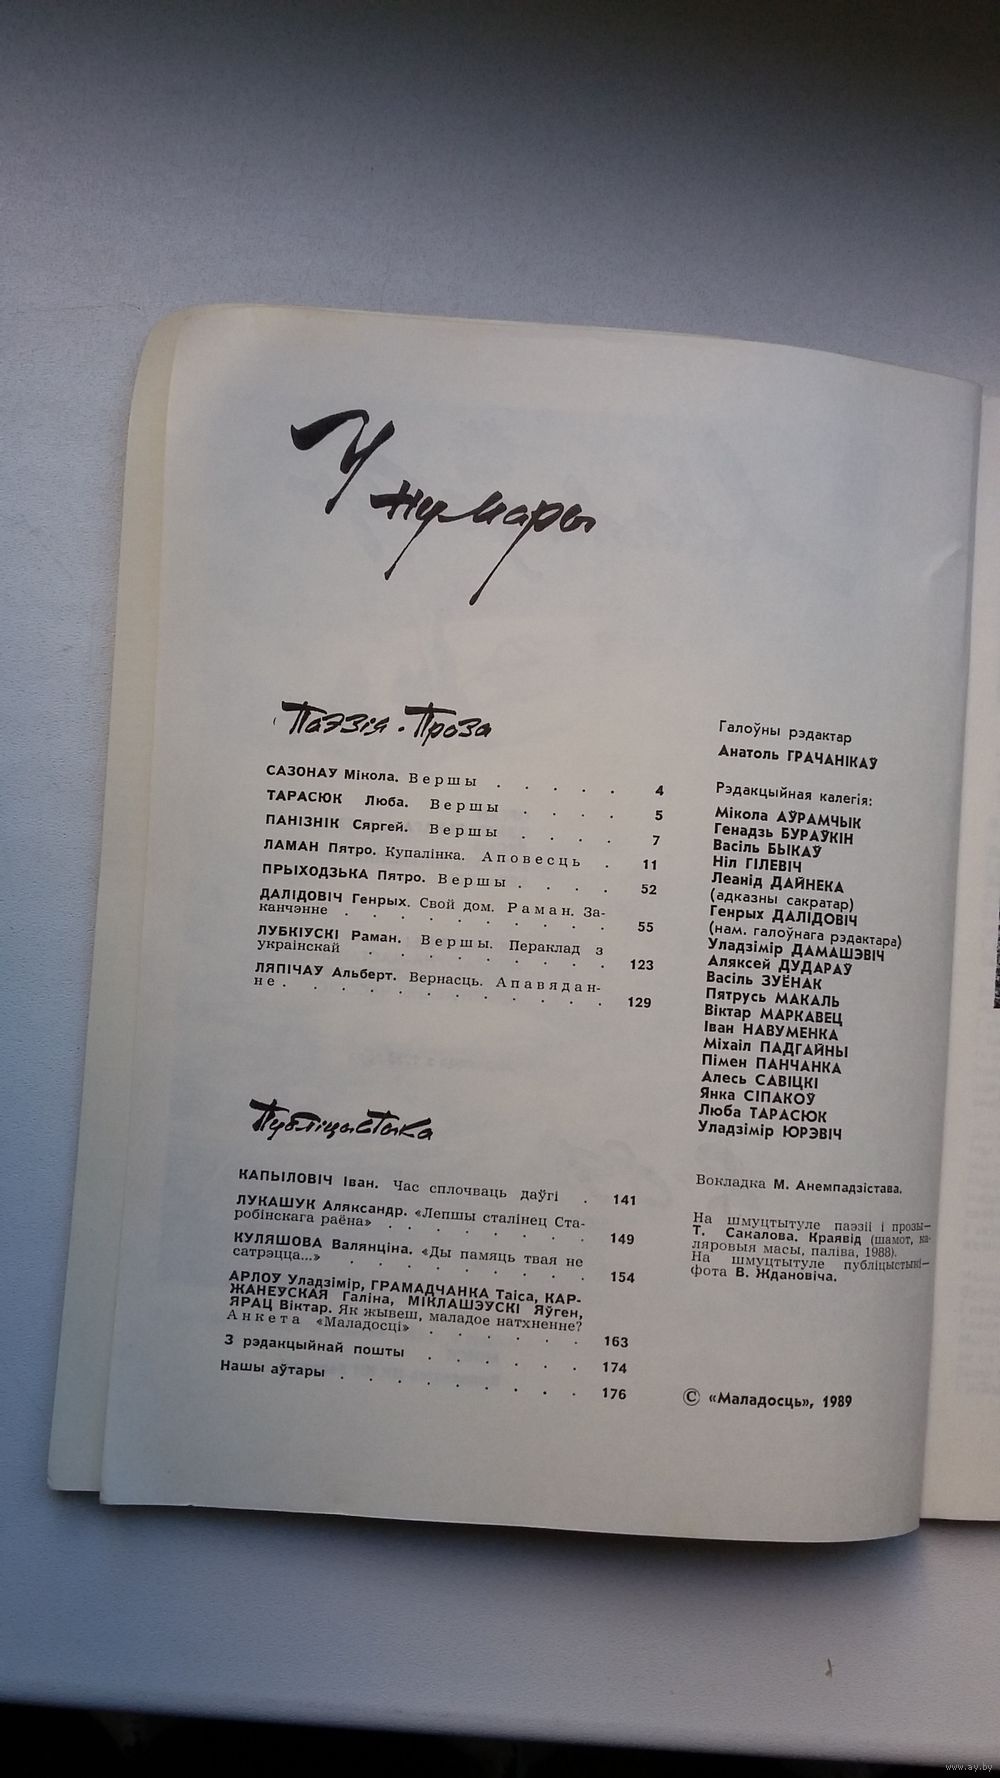 У
нумары
Паэзія · Проза
САЗОНАЎ Мікола. Вершы . . . . . 4
ТАРАСЮК Люба. Вершы . . . . 5
ПАНІЗНІК Сяргей. Вершы . . . . 7
ЛАМАН Пятро. Купалінка. Аповесць . 11
ПРЫХОДЗЬКА Пятро. Вершы . . . . 52
ДАЛІДОВІЧ Генрых. Свой дом. Раман. За-
канчэнне . . . . . . . . . 55
ЛУБКІЎСКІ Раман. Вершы. Пераклад з
украінскай . . . . . . . . . 123
ЛЯПІЧАЎ Альберт. Вернасць. Апавядан-
не . . . . . . . . . . . . 129
Публіцыстыка
КАПЫЛОВІЧ Іван. Час сплочваць даўгі . 141
ЛУКАШУК Аляксандр. «Лепшы сталінец Ста-
робінскага раёна» . . . . . . . 149
КУЛЯШОВА Валянціна. «Ды памяць твая не
сатрэцца...» . . . . . . . . . 154
АРЛОЎ Уладзімір, ГРАМАДЧАНКА Таіса, КАР-
ЖАНЕЎСКАЯ Галіна, МІКЛАШЭЎСКІ Яўген,
ЯРАЦ Віктар. Як жывеш, маладое натхненне?
Анкета «Маладосці» . . . . . . 163
З рэдакцыйнай пошты . . . . . . 174
Нашы аўтары . . . . . . . . . 176
Галоўны рэдактар
Анатоль ГРАЧАНІКАЎ
Рэдакцыйная калегія:
Мікола АЎРАМЧЫК
Генадзь БУРАЎКІН
Васіль БЫКАЎ
Ніл ГІЛЕВІЧ
Леанід ДАЙНЕКА
(адказны сакратар)
Генрых ДАЛІДОВІЧ
(нам. галоўнага рэдактара)
Уладзімір ДАМАШЭВІЧ
Аляксей ДУДАРАЎ
Васіль ЗУЁНАК
Пятрусь МАКАЛЬ
Віктар МАРКАВЕЦ
Іван НАВУМЕНКА
Міхаіл ПАДГАЙНЫ
Пімен ПАНЧАНКА
Алесь САВІЦКІ
Янка СІПАКОЎ
Люба ТАРАСЮК
Уладзімір ЮРЭВІЧ
Вокладка М. Анемпадзістава.
На шмуцтытуле паэзіі і прозы—
Т. Сакалова. Краявід (шамот, ка-
ляровыя масы, паліва, 1988).
На шмуцтытуле публіцыстыкі—
фота В. Ждановіча.
© «Маладосць», 1989
www.ay.by